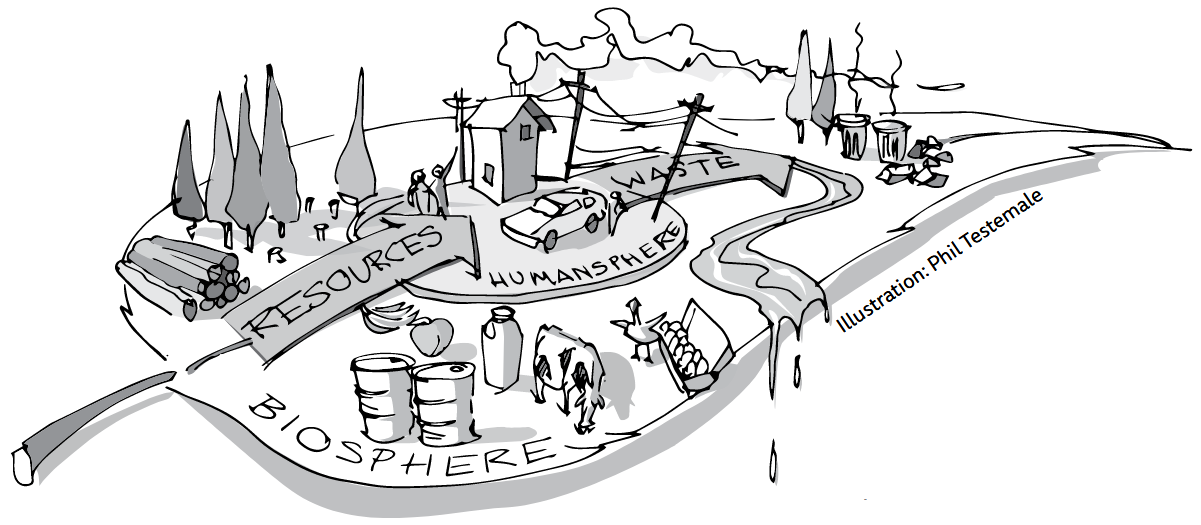 WASTE
RESOURCES
HUMANSPHERE
BIOSPHERE
Illustration: Phil Testemale